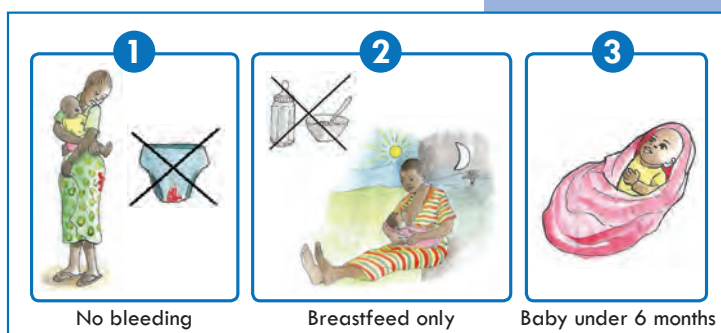 1
2
3
No bleeding
Breastfeed only
Baby under 6 months